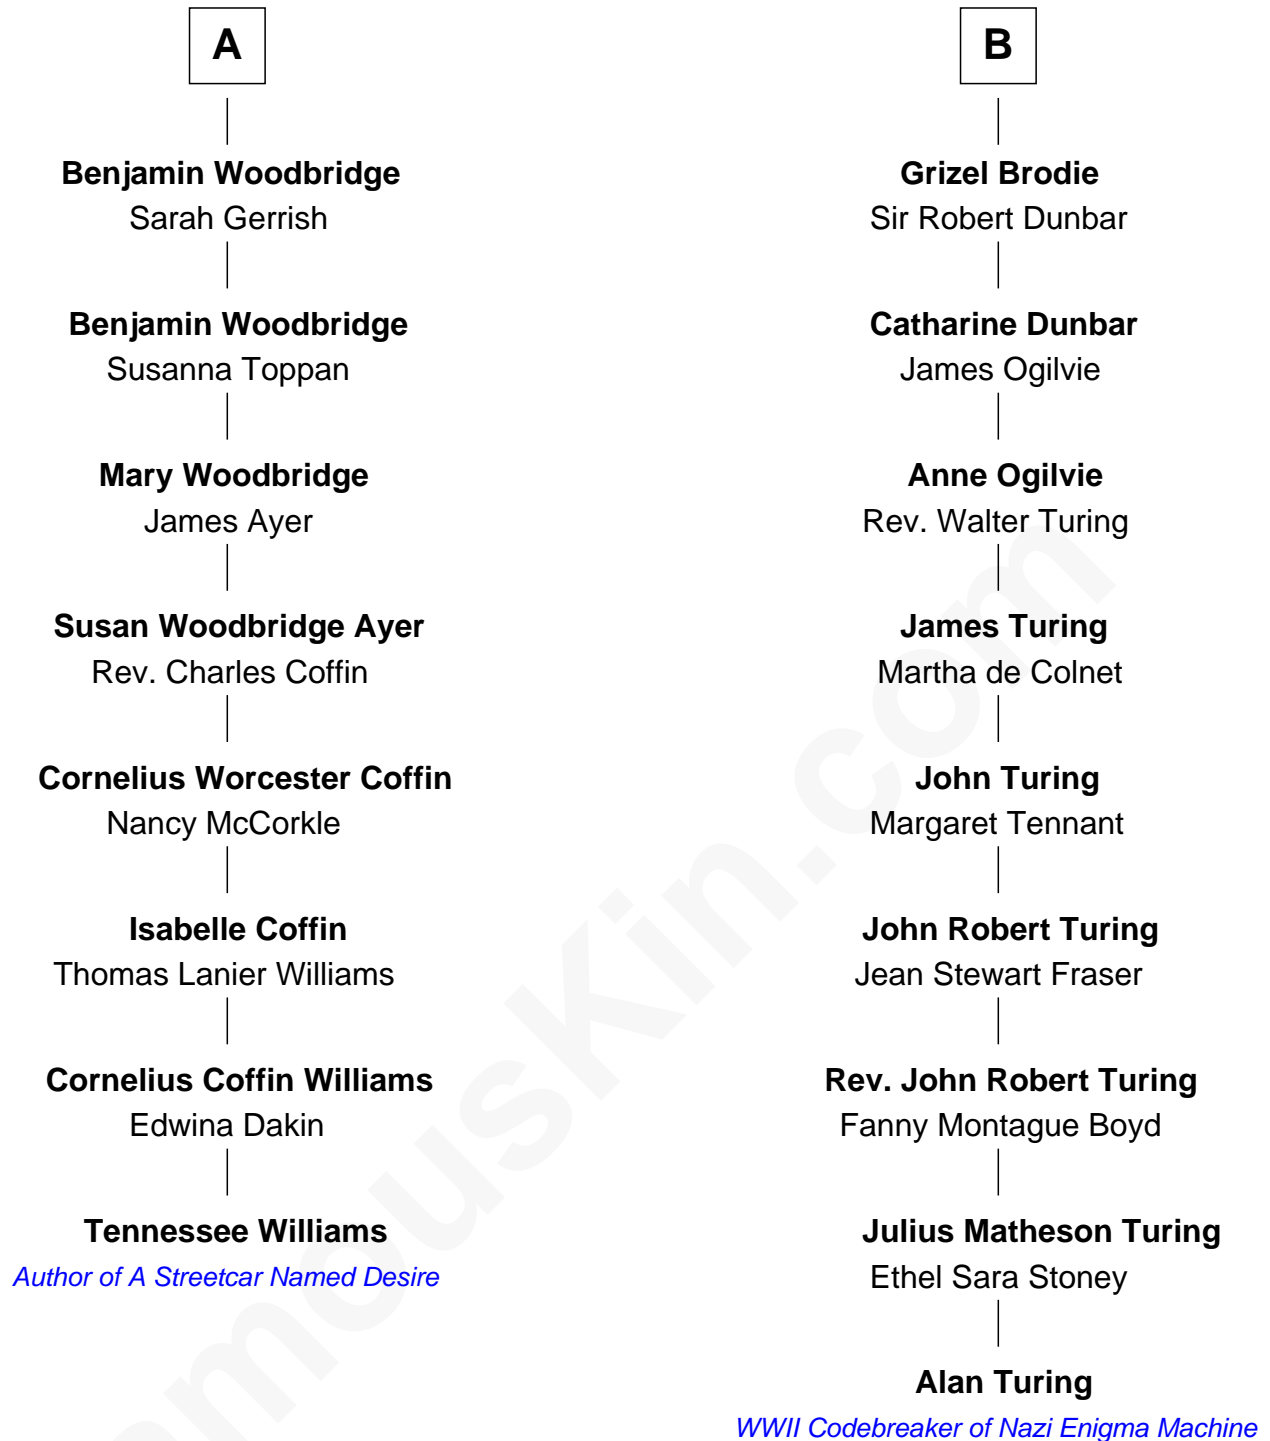 A
Benjamin Woodbridge
Sarah Gerrish
Benjamin Woodbridge
Susanna Toppan
Mary Woodbridge
James Ayer
Susan Woodbridge Ayer
Rev. Charles Coffin
Cornelius Worcester Coffin
Nancy McCorkle
Isabelle Coffin
Thomas Lanier Williams
Cornelius Coffin Williams
Edwina Dakin
Tennessee Williams
Author of A Streetcar Named Desire
B
Grizel Brodie
Sir Robert Dunbar
Catharine Dunbar
James Ogilvie
Anne Ogilvie
Rev. Walter Turing
James Turing
Martha de Colnet
John Turing
Margaret Tennant
John Robert Turing
Jean Stewart Fraser
Rev. John Robert Turing
Fanny Montague Boyd
Julius Matheson Turing
Ethel Sara Stoney
Alan Turing
WWII Codebreaker of Nazi Enigma Machine
amouskin.com